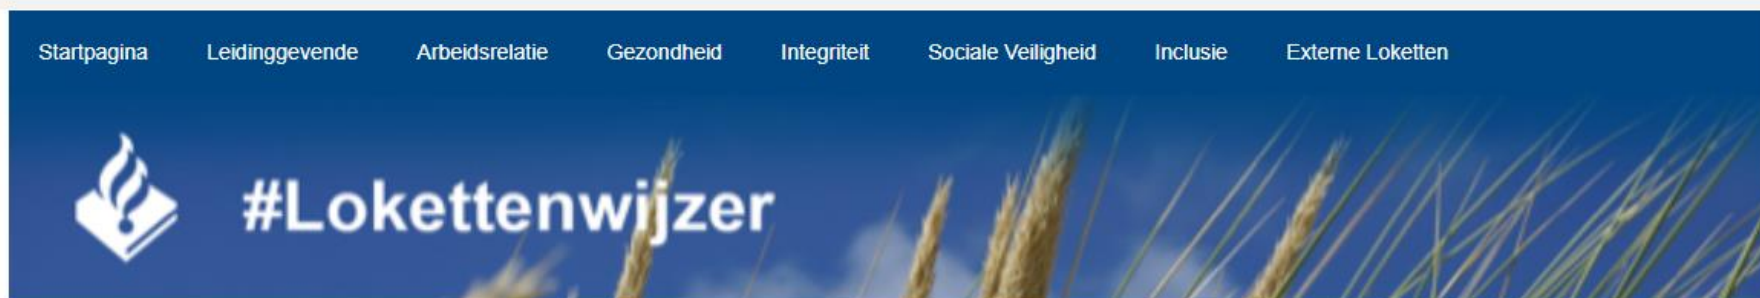 Startpagina Leidinggevende Arbeidsrelatie Gezondheid Integriteit Sociale Veiligheid Inclusie Externe Loketten
#Lokettenwijzer